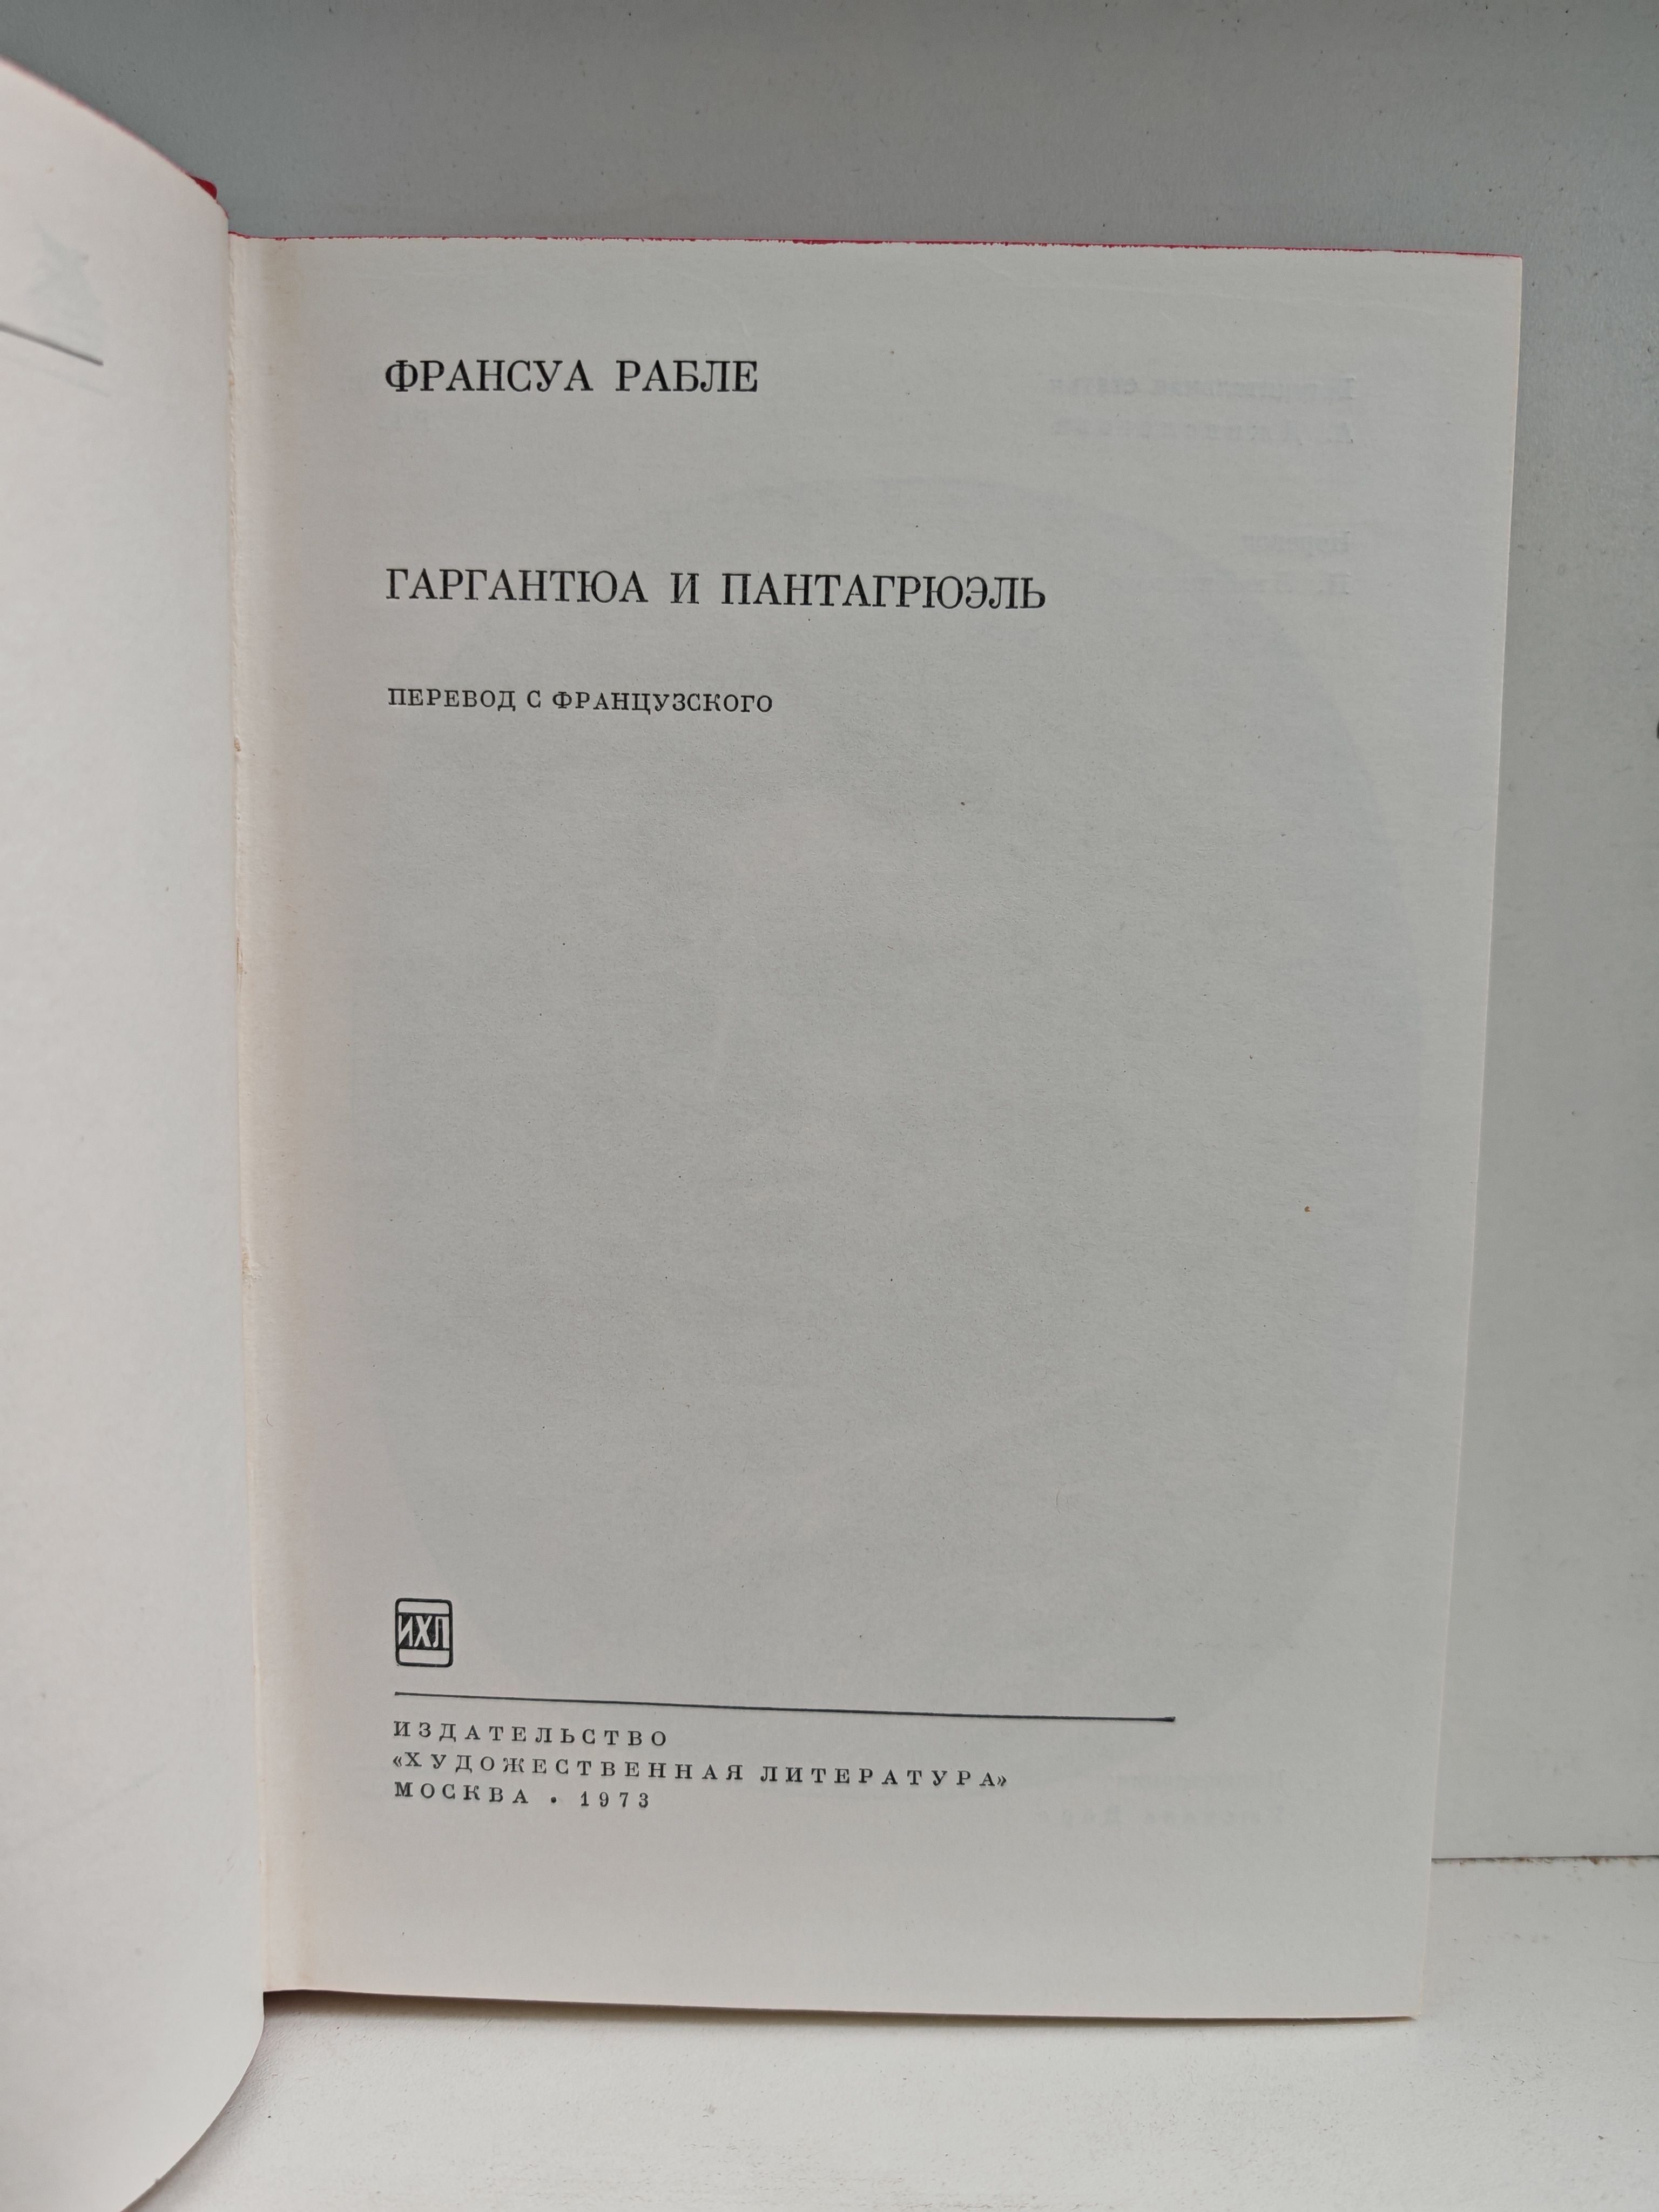 ФРАНСУА РАБЛЕ
ГАРГАНТЮА И ПАНТАГРЮЭЛЬ
ПЕРЕВОД С ФРАНЦУЗСКОГО
ИХЛ
ИЗДАТЕЛЬСТВО
«ХУДОЖЕСТВЕННАЯ ЛИТЕРАТУРА»
МОСКВА • 1973